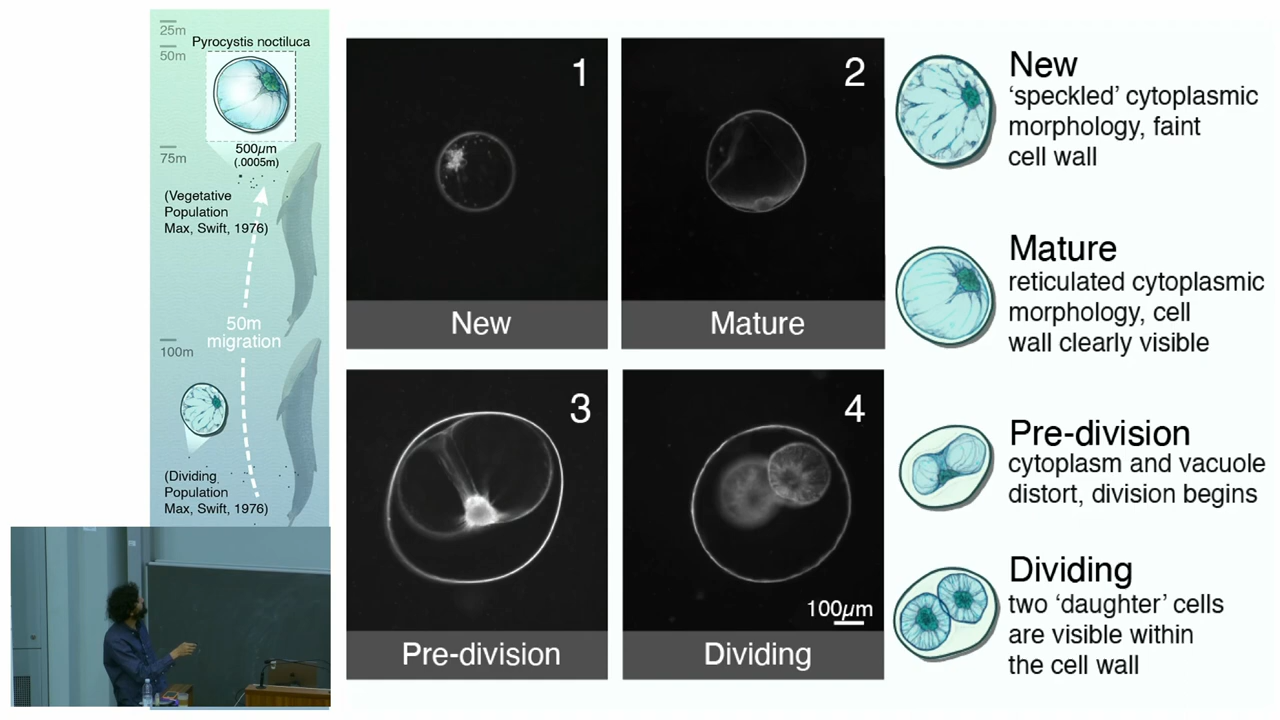 25m
50m
Pyrocystis noctiluca
500µm
(.0005m)
75m
(Vegetative
Population
Max, Swift, 1976)
50m
migration
100m
(Dividing
Population
Max, Swift, 1976)
1
New
2
Mature
3
Pre-division
4
100µm
Dividing
New
‘speckled’ cytoplasmic
morphology, faint
cell wall
Mature
reticulated cytoplasmic
morphology, cell
wall clearly visible
Pre-division
cytoplasm and vacuole
distort, division begins
Dividing
two ‘daughter’ cells
are visible within
the cell wall